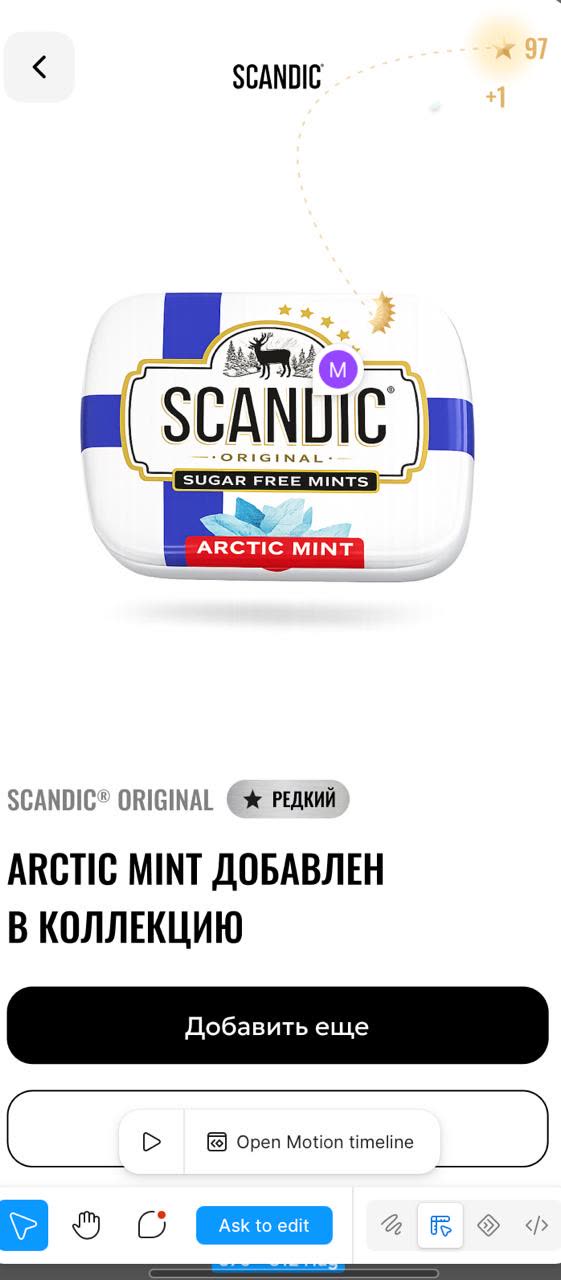 SCANDIC®
97
+1
M
SCANDIC®
ORIGINAL
SUGAR FREE MINTS
ARCTIC MINT
SCANDIC® ORIGINAL
РЕДКИЙ
ARCTIC MINT ДОБАВЛЕН
В КОЛЛЕКЦИЮ
Добавить еще
Open Motion timeline
Ask to edit